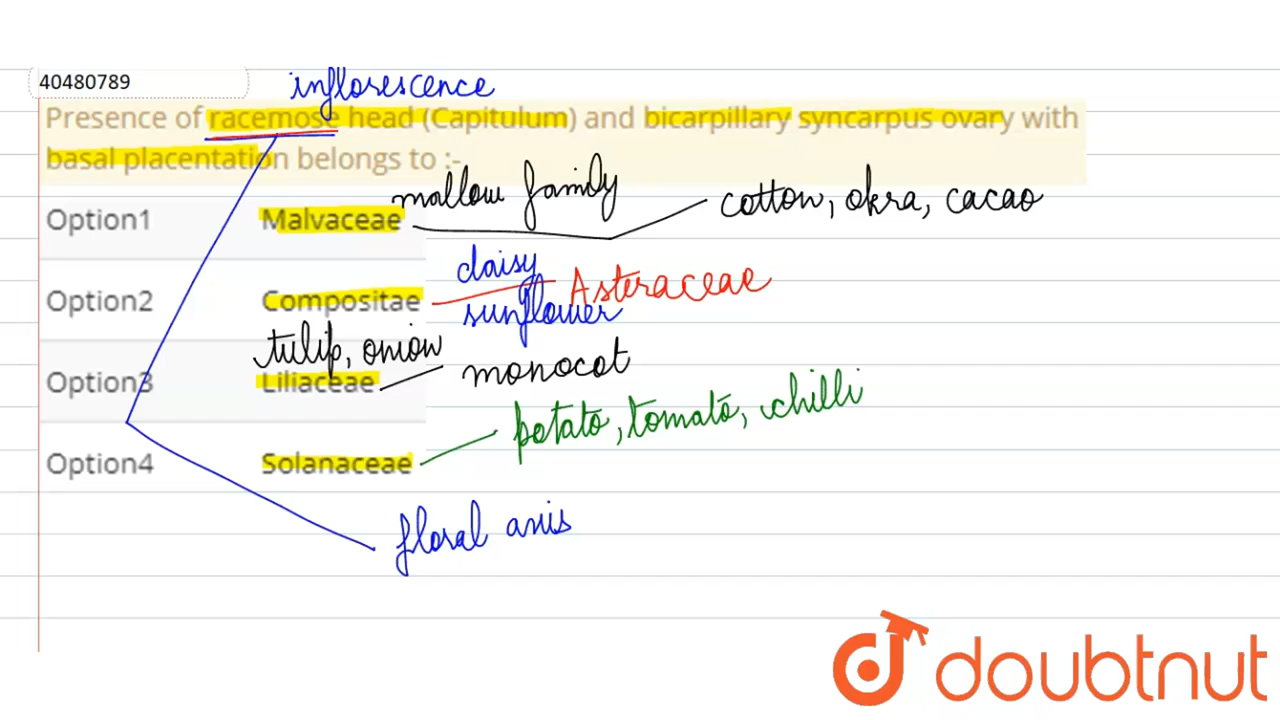 40480789
inflorescence
Presence of racemose head (Capitulum) and bicarpillary syncarpus ovary with
basal placentation belongs to :-
mallow family
cotton, okra, cacao
Option1 Malvaceae
daisy
Option2 Compositae Asteraceae
sunflower
tulip, onion
Option3 Liliaceae monocot
potato, tomato, chilli
Option4 Solanaceae
floral axis
doubtnut